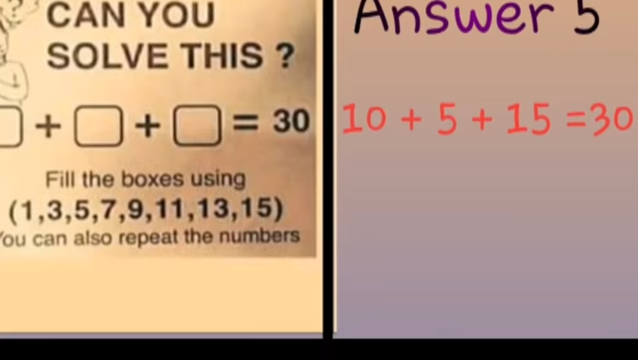 CAN YOU
SOLVE THIS ?
+ + = 30
Fill the boxes using
(1,3,5,7,9,11,13,15)
You can also repeat the numbers
Answer 5
10 + 5 + 15 =30